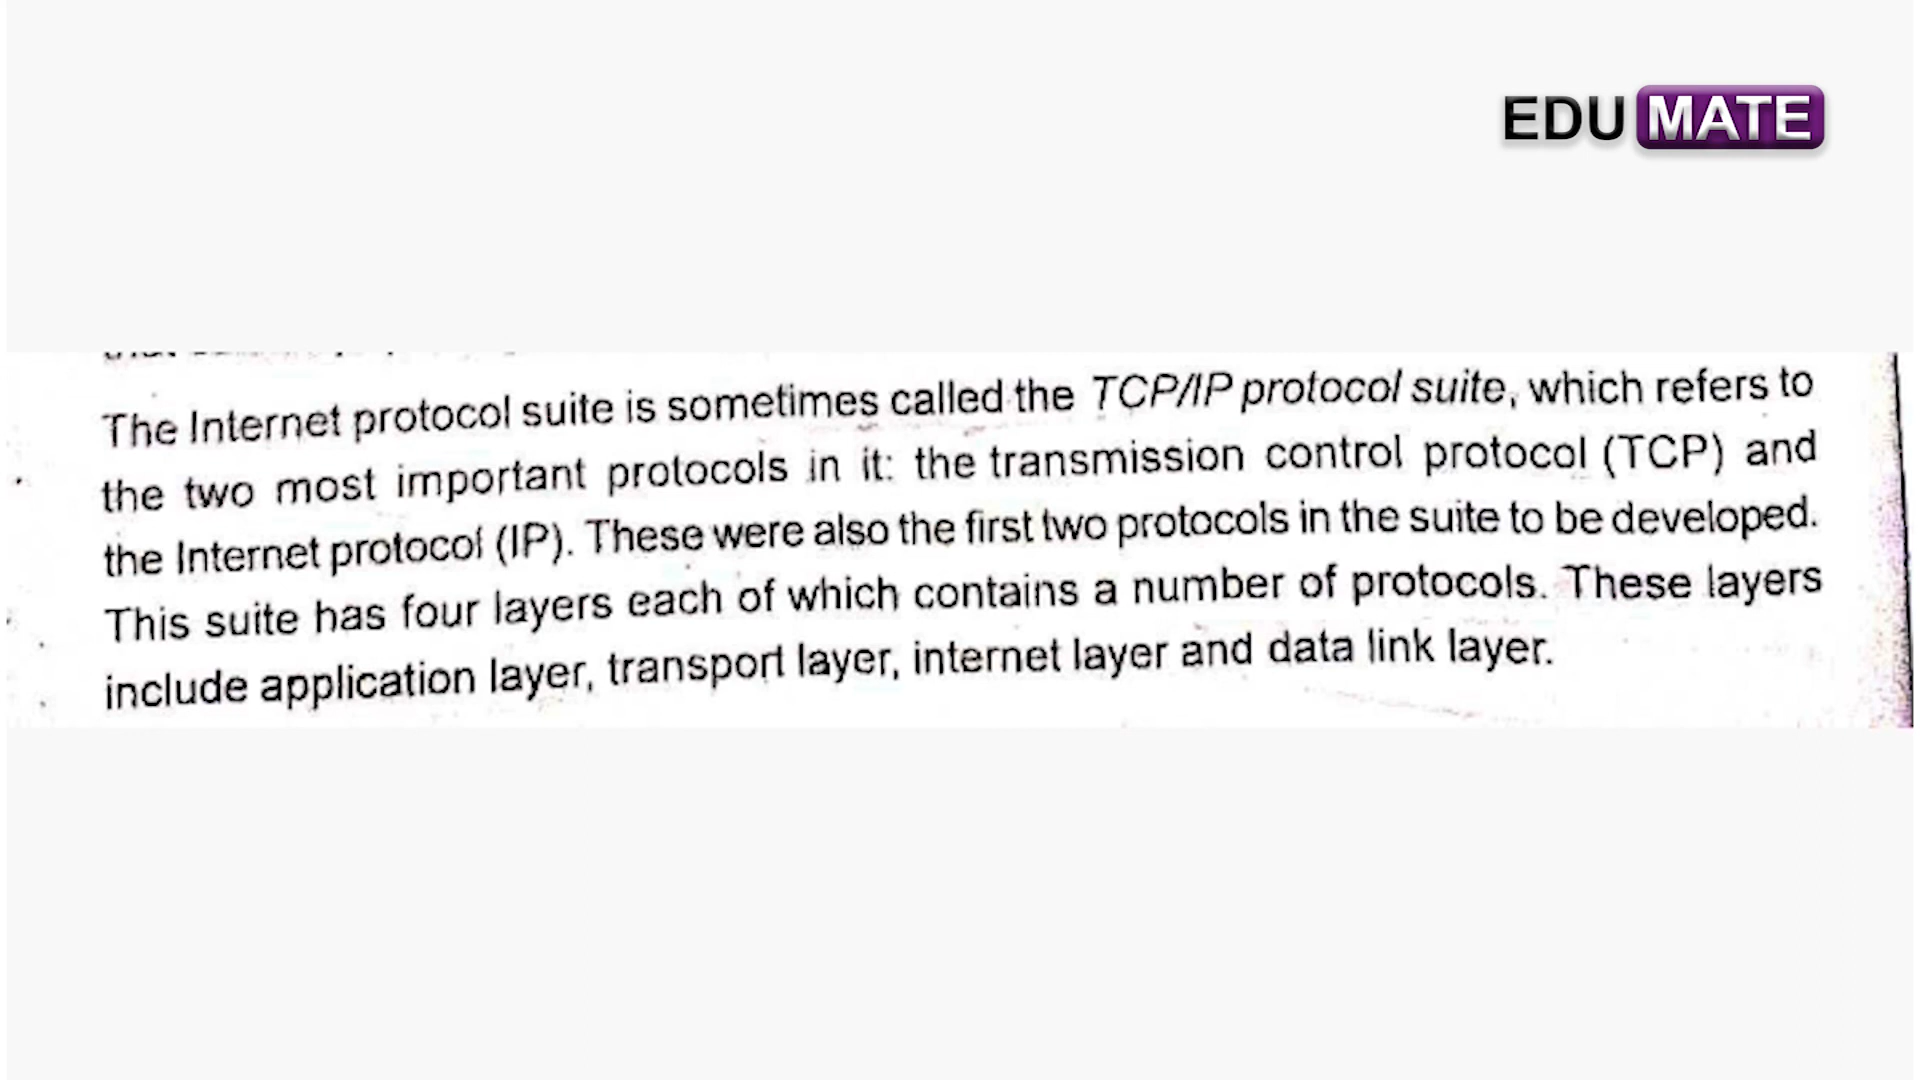 EDUMATE
The Internet protocol suite is sometimes called the TCP/IP protocol suite, which refers to
the two most important protocols in it: the transmission control protocol (TCP) and
the Internet protocol (IP). These were also the first two protocols in the suite to be developed.
This suite has four layers each of which contains a number of protocols. These layers
include application layer, transport layer, internet layer and data link layer.